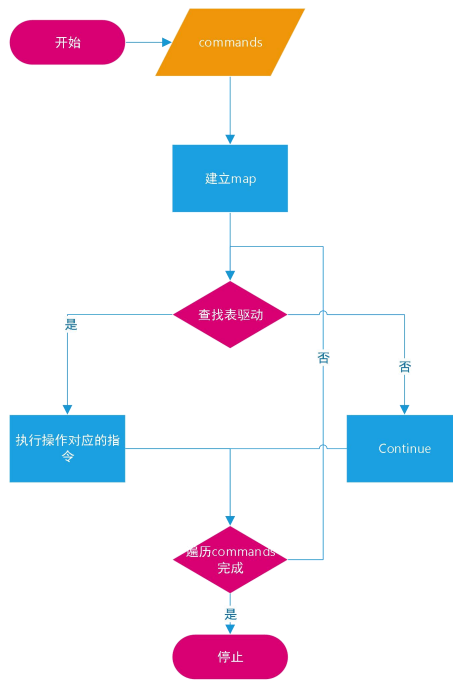 开始
commands
建立map
查找表驱动
是
否
否
执行操作对应的指
令
Continue
遍历commands
完成
是
停止